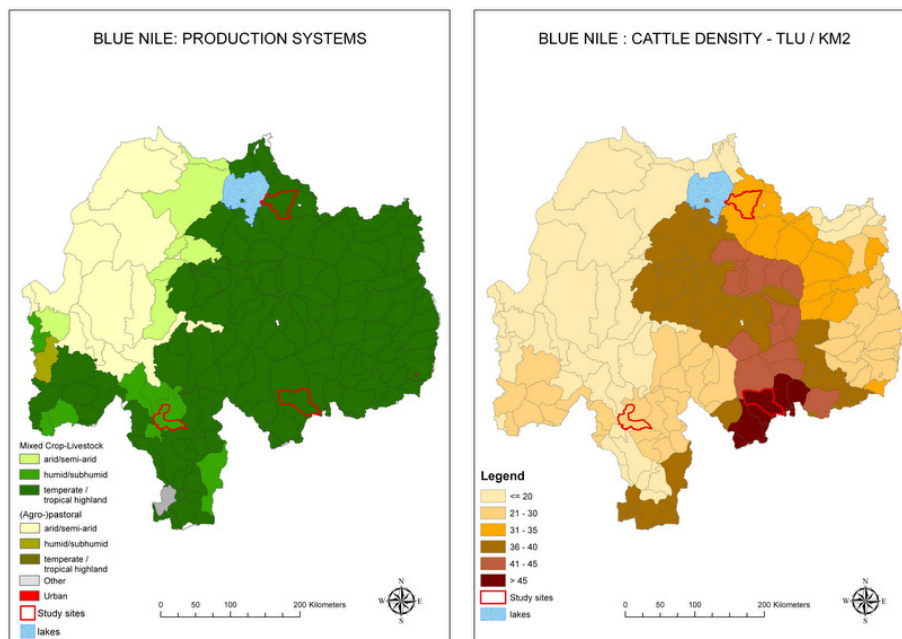 BLUE NILE: PRODUCTION SYSTEMS
Mixed Crop-Livestock
arid/semi-arid
humid/subhumid
temperate /
tropical highland
(Agro-)pastoral
arid/semi-arid
humid/subhumid
temperate /
tropical highland
Other
Urban
Study sites
lakes
0 50 100 200 Kilometers
N
W E
S
BLUE NILE : CATTLE DENSITY - TLU / KM2
Legend
<= 20
21 - 30
31 - 35
36 - 40
41 - 45
> 45
Study sites
lakes
0 50 100 200 Kilometers
N
W E
S